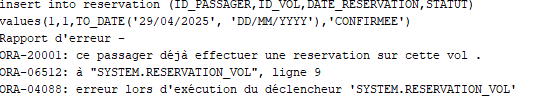 insert into reservation (ID_PASSAGER,ID_VOL,DATE_RESERVATION,STATUT)
values(1,1,TO_DATE('29/04/2025', 'DD/MM/YYYY'),'CONFIRMEE')
Rapport d'erreur -
ORA-20001: ce passager déjà effectuer une reservation sur cette vol .
ORA-06512: à "SYSTEM.RESERVATION_VOL", ligne 9
ORA-04088: erreur lors d'exécution du déclencheur 'SYSTEM.RESERVATION_VOL'